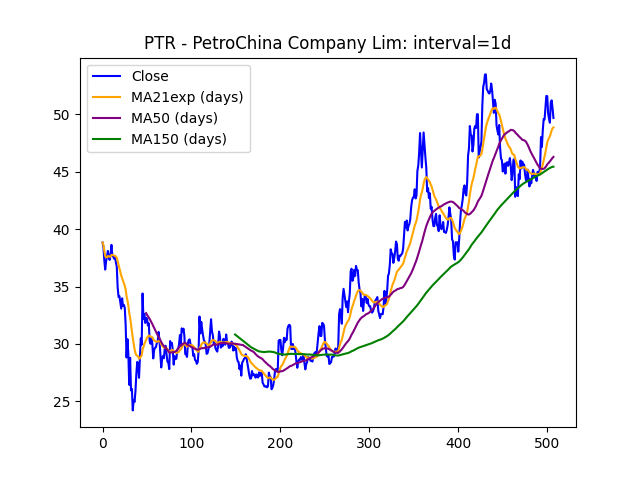 PTR - PetroChina Company Lim: interval=1d
Close
MA21exp (days)
MA50 (days)
MA150 (days)
50
45
40
35
30
25
0 100 200 300 400 500